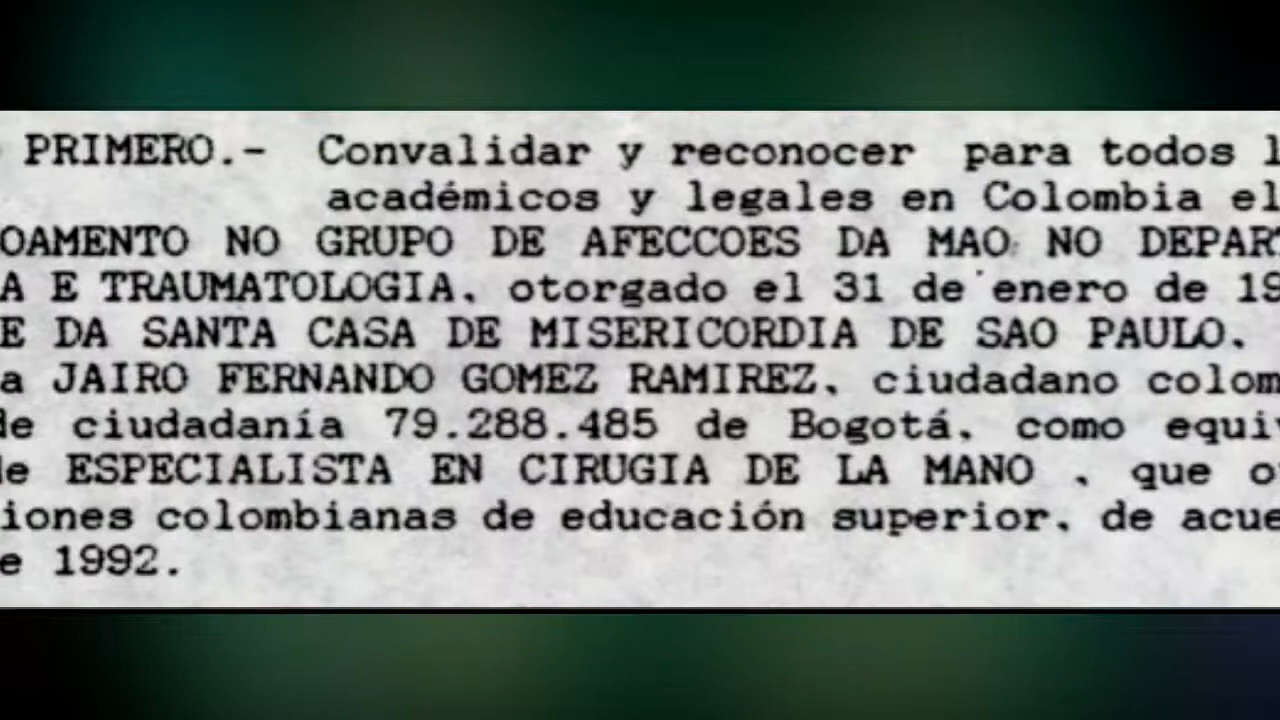 PRIMERO.- Convalidar y reconocer para todos l
académicos y legales en Colombia el
OAMENTO NO GRUPO DE AFECCOES DA MAO NO DEPART
A E TRAUMATOLOGIA, otorgado el 31 de enero de 19
E DA SANTA CASA DE MISERICORDIA DE SAO PAULO,
a JAIRO FERNANDO GOMEZ RAMIREZ, ciudadano colom
de ciudadanía 79.288.485 de Bogotá, como equiv
de ESPECIALISTA EN CIRUGIA DE LA MANO , que o
iones colombianas de educación superior, de acue
e 1992.